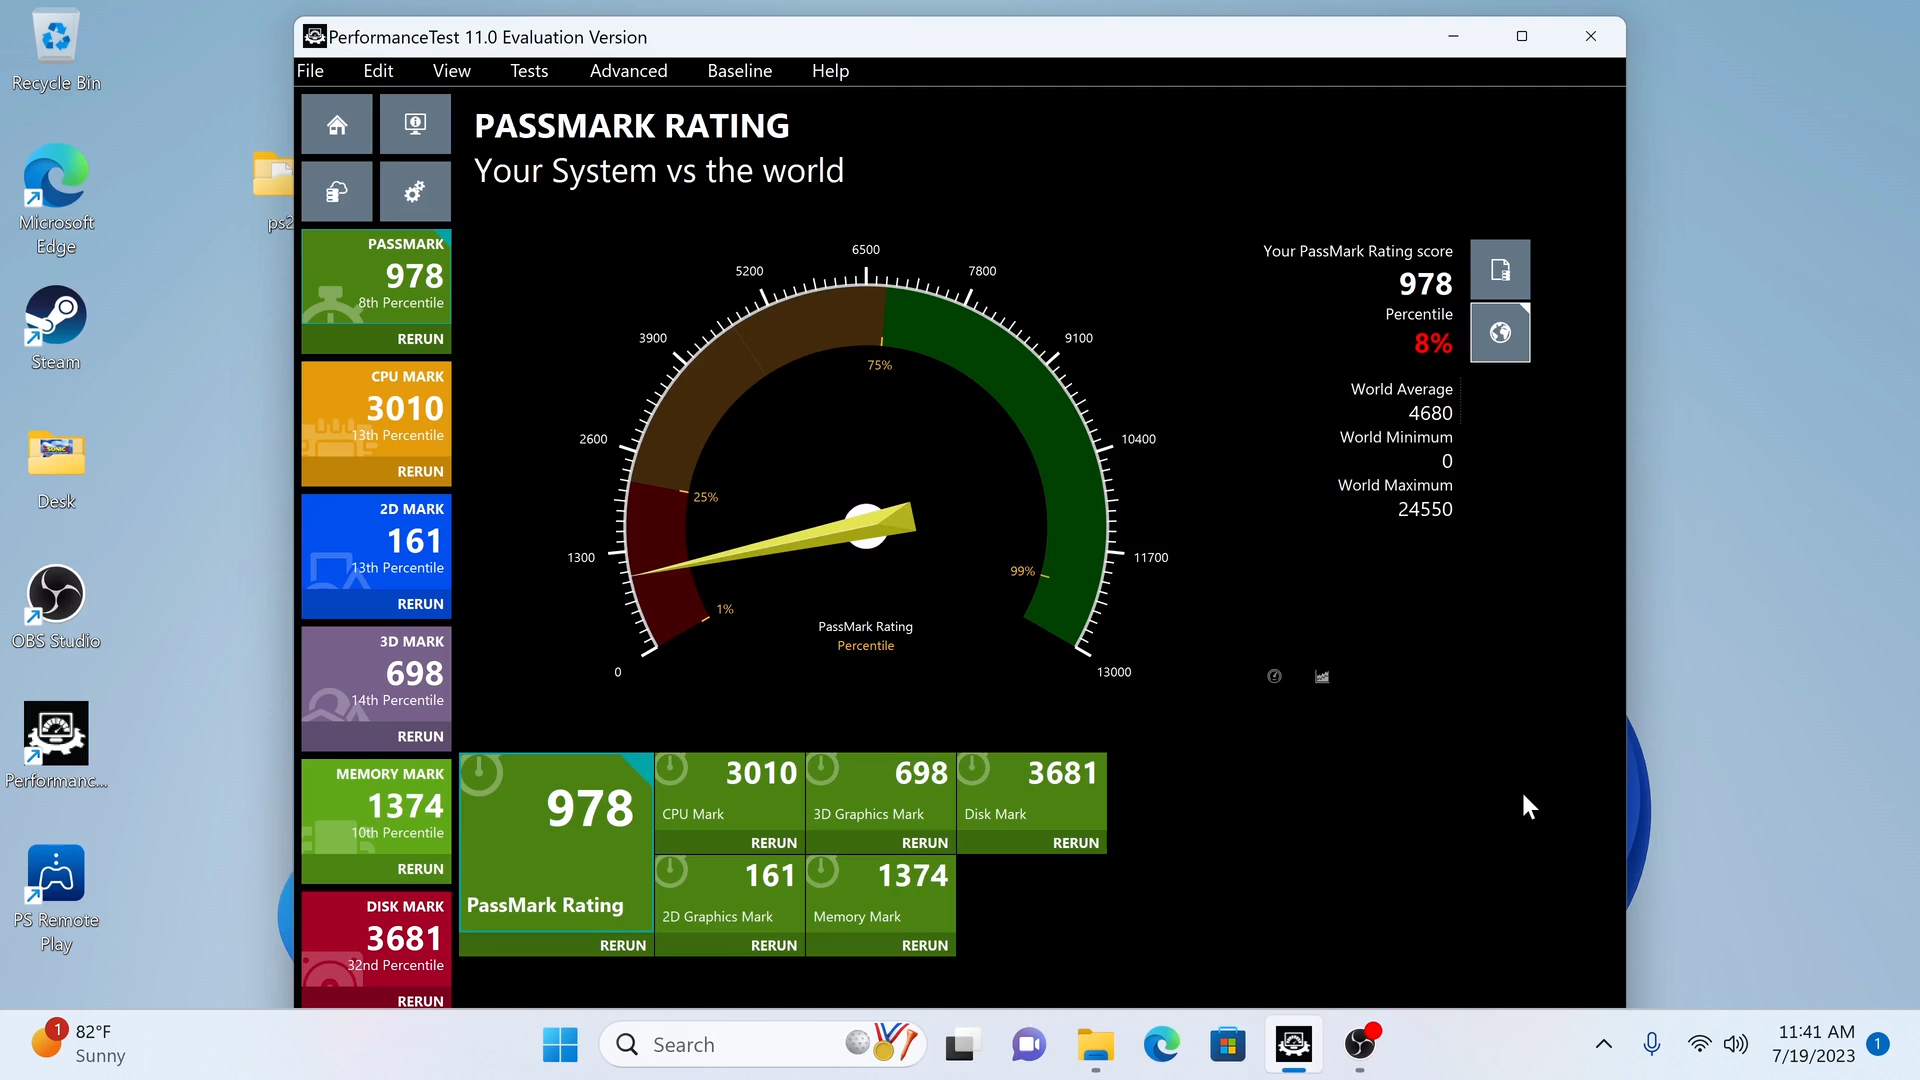 Recycle Bin
Microsoft
Edge
Steam
Desk
OBS Studio
Performanc...
PS Remote
Play
ps2
PerformanceTest 11.0 Evaluation Version
File Edit View Tests Advanced Baseline Help
PASSMARK RATING
Your System vs the world
PASSMARK
978
8th Percentile
RERUN
CPU MARK
3010
13th Percentile
RERUN
2D MARK
161
13th Percentile
RERUN
3D MARK
698
14th Percentile
RERUN
MEMORY MARK
1374
10th Percentile
RERUN
DISK MARK
3681
32nd Percentile
RERUN
0
1300
2600
3900
5200
6500
7800
9100
10400
11700
13000
1%
25%
75%
99%
PassMark Rating
Percentile
Your PassMark Rating score
978
Percentile
8%
World Average
4680
World Minimum
0
World Maximum
24550
978
PassMark Rating
RERUN
3010
CPU Mark
RERUN
698
3D Graphics Mark
RERUN
3681
Disk Mark
RERUN
161
2D Graphics Mark
RERUN
1374
Memory Mark
RERUN
1
82°F
Sunny
Search
11:41 AM
7/19/2023
1